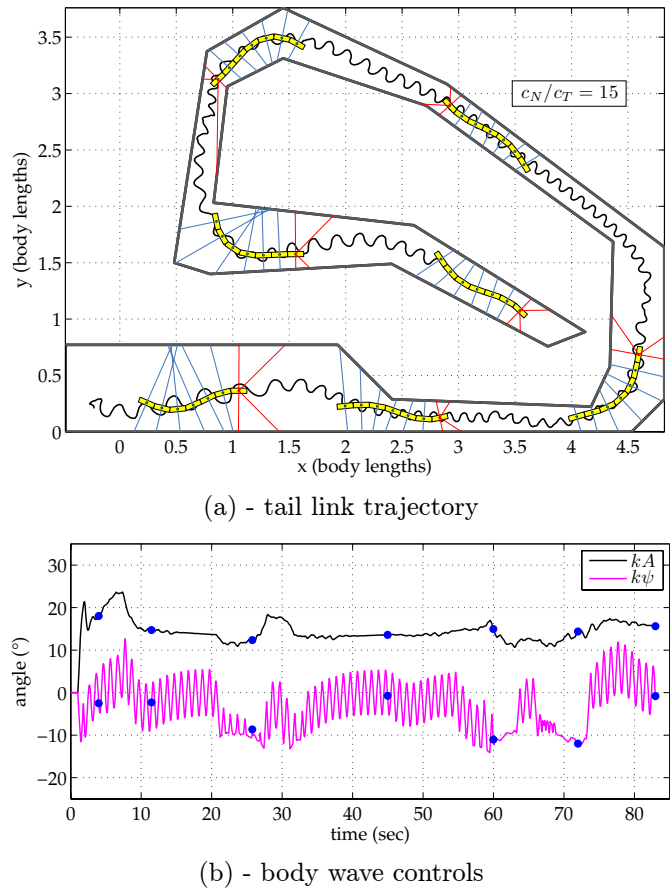 3.5
3
2.5
2
1.5
1
0.5
0
y (body lengths)
c_N/c_T = 15
0 0.5 1 1.5 2 2.5 3 3.5 4 4.5
x (body lengths)
(a) - tail link trajectory
30
20
10
0
−10
−20
angle (°)
kA
kψ
0 10 20 30 40 50 60 70 80
time (sec)
(b) - body wave controls